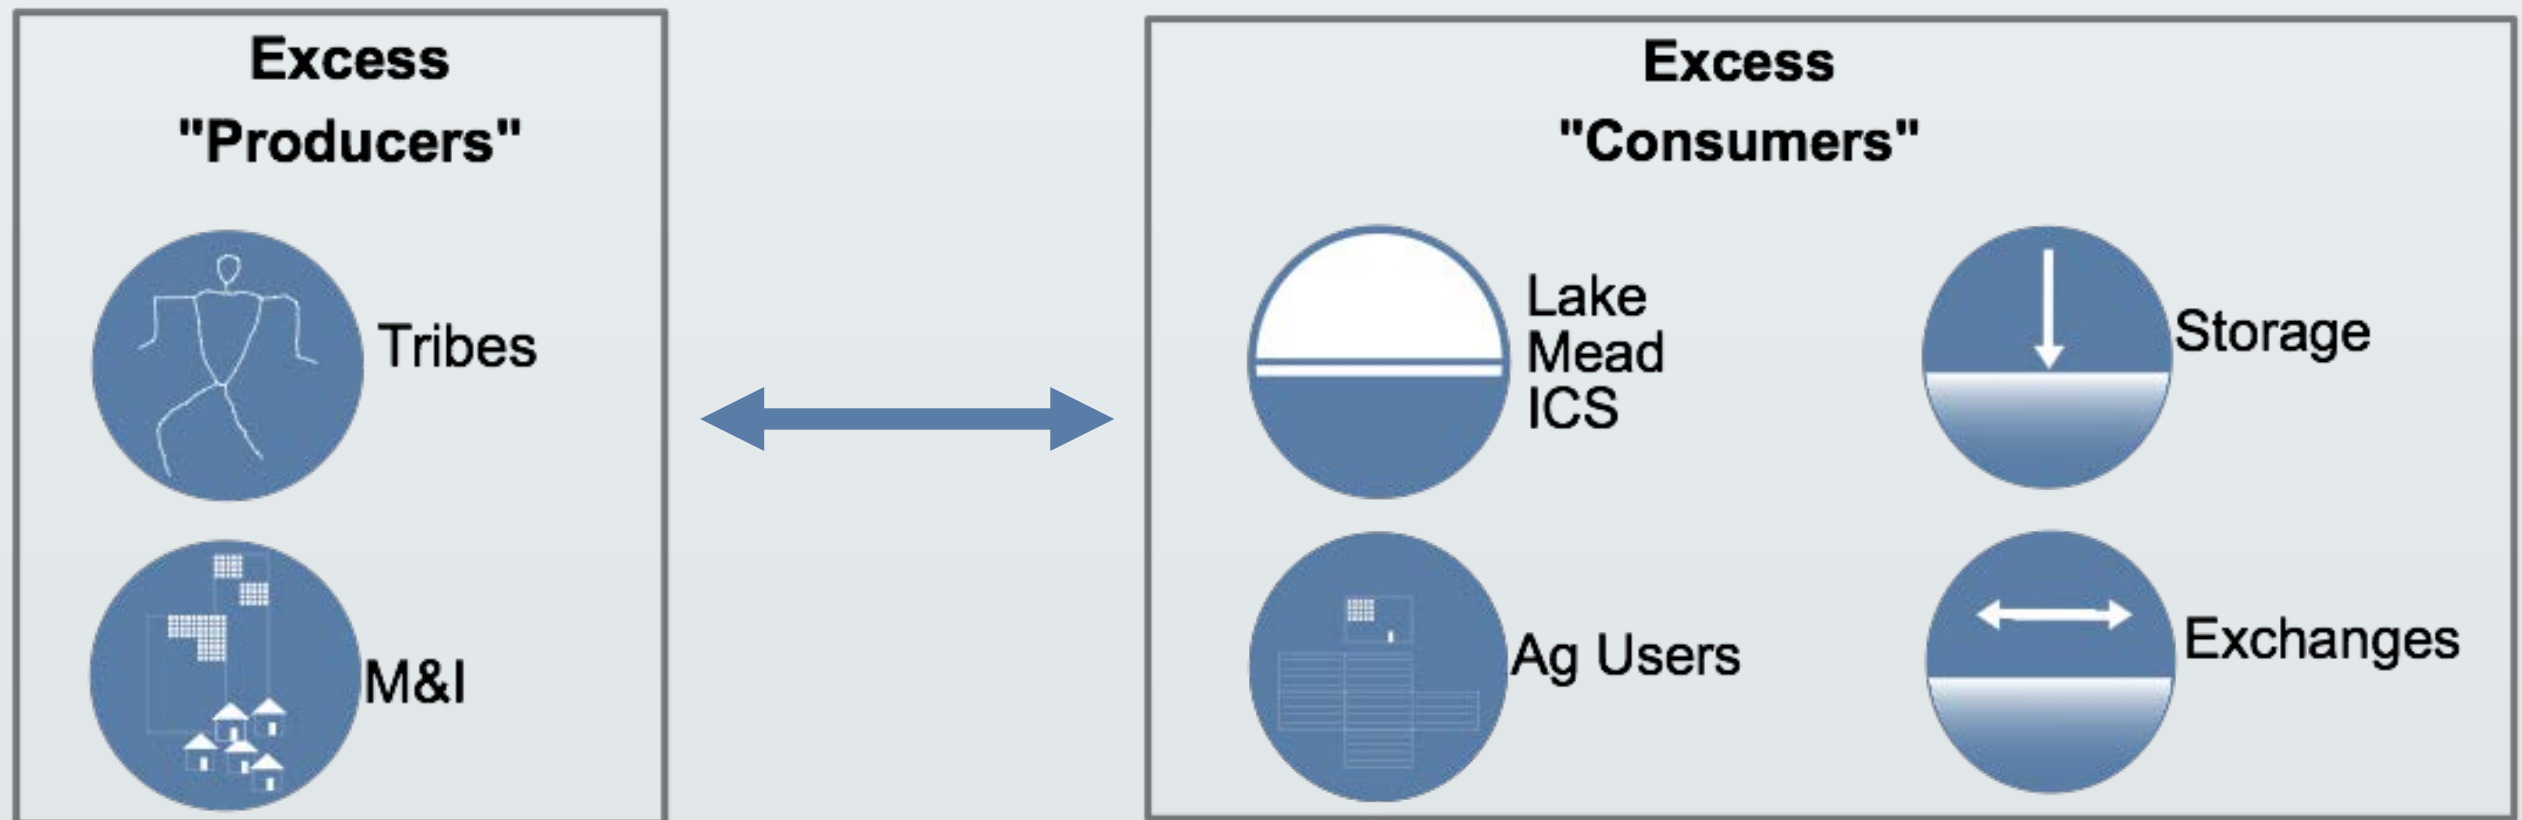 Excess
"Producers"
Tribes
M&I
Excess
"Consumers"
Lake
Mead
ICS
Storage
Ag Users
Exchanges